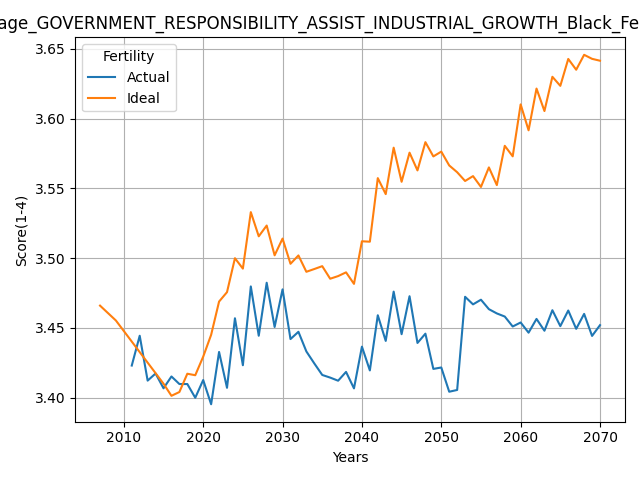 age_GOVERNMENT_RESPONSIBILITY_ASSIST_INDUSTRIAL_GROWTH_Black_Fe
Fertility
Actual
Ideal
Score(1-4)
3.65
3.60
3.55
3.50
3.45
3.40
2010 2020 2030 2040 2050 2060 2070
Years